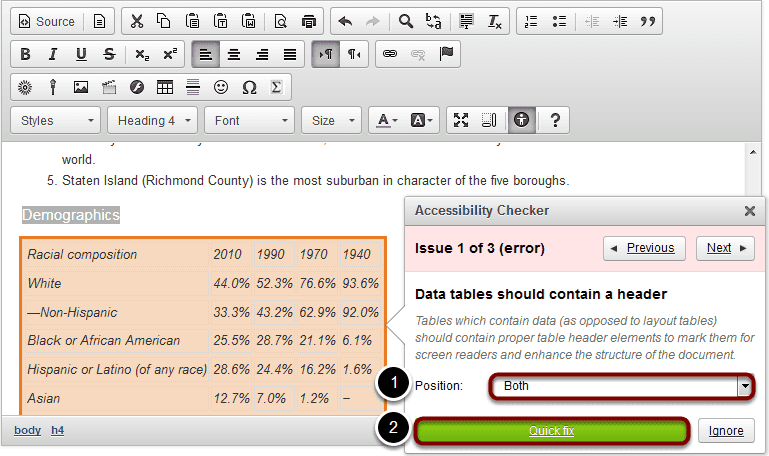 Source
B I U S x₂ x²
Styles Heading 4 Font Size A A ?
world.
5. Staten Island (Richmond County) is the most suburban in character of the five boroughs.
Demographics
Racial composition 2010 1990 1970 1940
White 44.0% 52.3% 76.6% 93.6%
—Non-Hispanic 33.3% 43.2% 62.9% 92.0%
Black or African American 25.5% 28.7% 21.1% 6.1%
Hispanic or Latino (of any race) 28.6% 24.4% 16.2% 1.6%
Asian 12.7% 7.0% 1.2% –
body h4
Accessibility Checker
Issue 1 of 3 (error) Previous Next
Data tables should contain a header
Tables which contain data (as opposed to layout tables)
should contain proper table header elements to mark them for
screen readers and enhance the structure of the document.
1 Position: Both
2 Quick fix Ignore